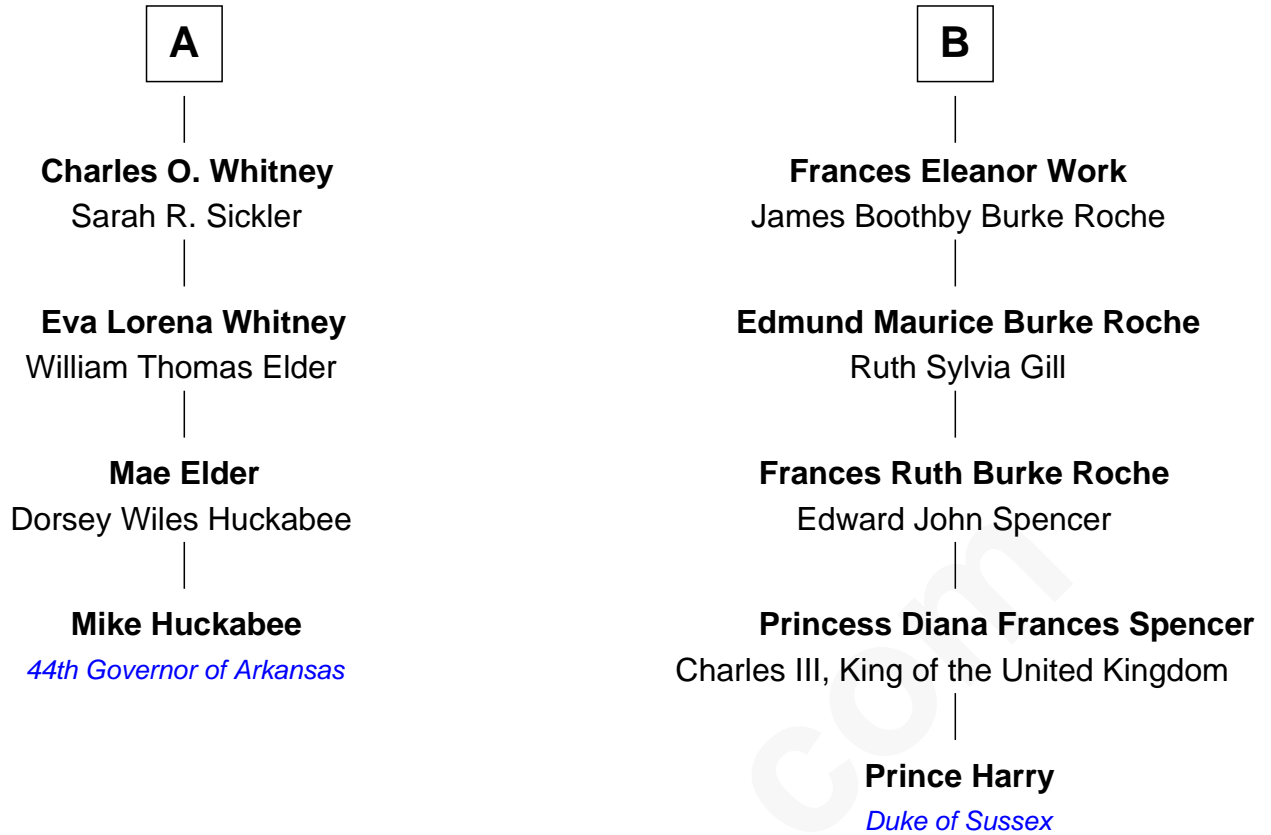 A
Charles O. Whitney
Sarah R. Sickler
Eva Lorena Whitney
William Thomas Elder
Mae Elder
Dorsey Wiles Huckabee
Mike Huckabee
44th Governor of Arkansas
B
Frances Eleanor Work
James Boothby Burke Roche
Edmund Maurice Burke Roche
Ruth Sylvia Gill
Frances Ruth Burke Roche
Edward John Spencer
Princess Diana Frances Spencer
Charles III, King of the United Kingdom
Prince Harry
Duke of Sussex
com